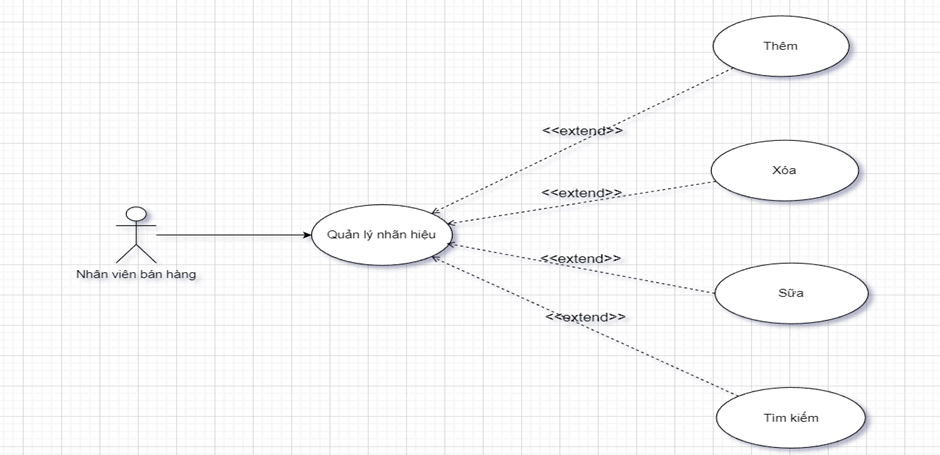 Thêm
<<extend>>
Xóa
<<extend>>
Quản lý nhãn hiệu
Nhân viên bán hàng
<<extend>>
Sữa
<<extend>>
Tìm kiếm